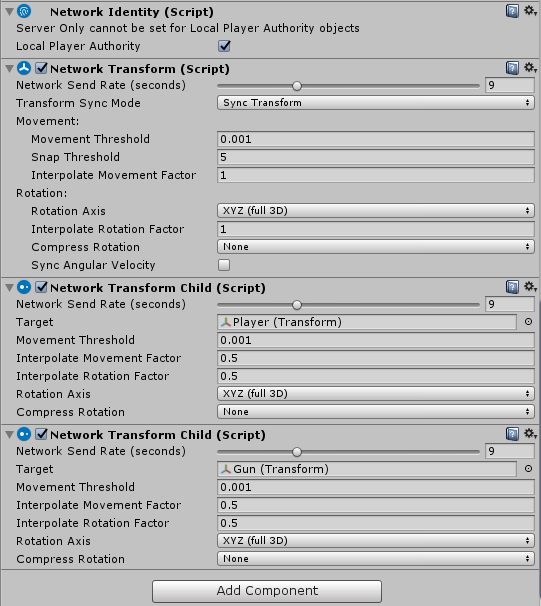 Network Identity (Script)
Server Only cannot be set for Local Player Authority objects
Local Player Authority
Network Transform (Script)
Network Send Rate (seconds) 9
Transform Sync Mode Sync Transform
Movement:
Movement Threshold 0.001
Snap Threshold 5
Interpolate Movement Factor 1
Rotation:
Rotation Axis XYZ (full 3D)
Interpolate Rotation Factor 1
Compress Rotation None
Sync Angular Velocity
Network Transform Child (Script)
Network Send Rate (seconds) 9
Target Player (Transform)
Movement Threshold 0.001
Interpolate Movement Factor 0.5
Interpolate Rotation Factor 0.5
Rotation Axis XYZ (full 3D)
Compress Rotation None
Network Transform Child (Script)
Network Send Rate (seconds) 9
Target Gun (Transform)
Movement Threshold 0.001
Interpolate Movement Factor 0.5
Interpolate Rotation Factor 0.5
Rotation Axis XYZ (full 3D)
Compress Rotation None
Add Component